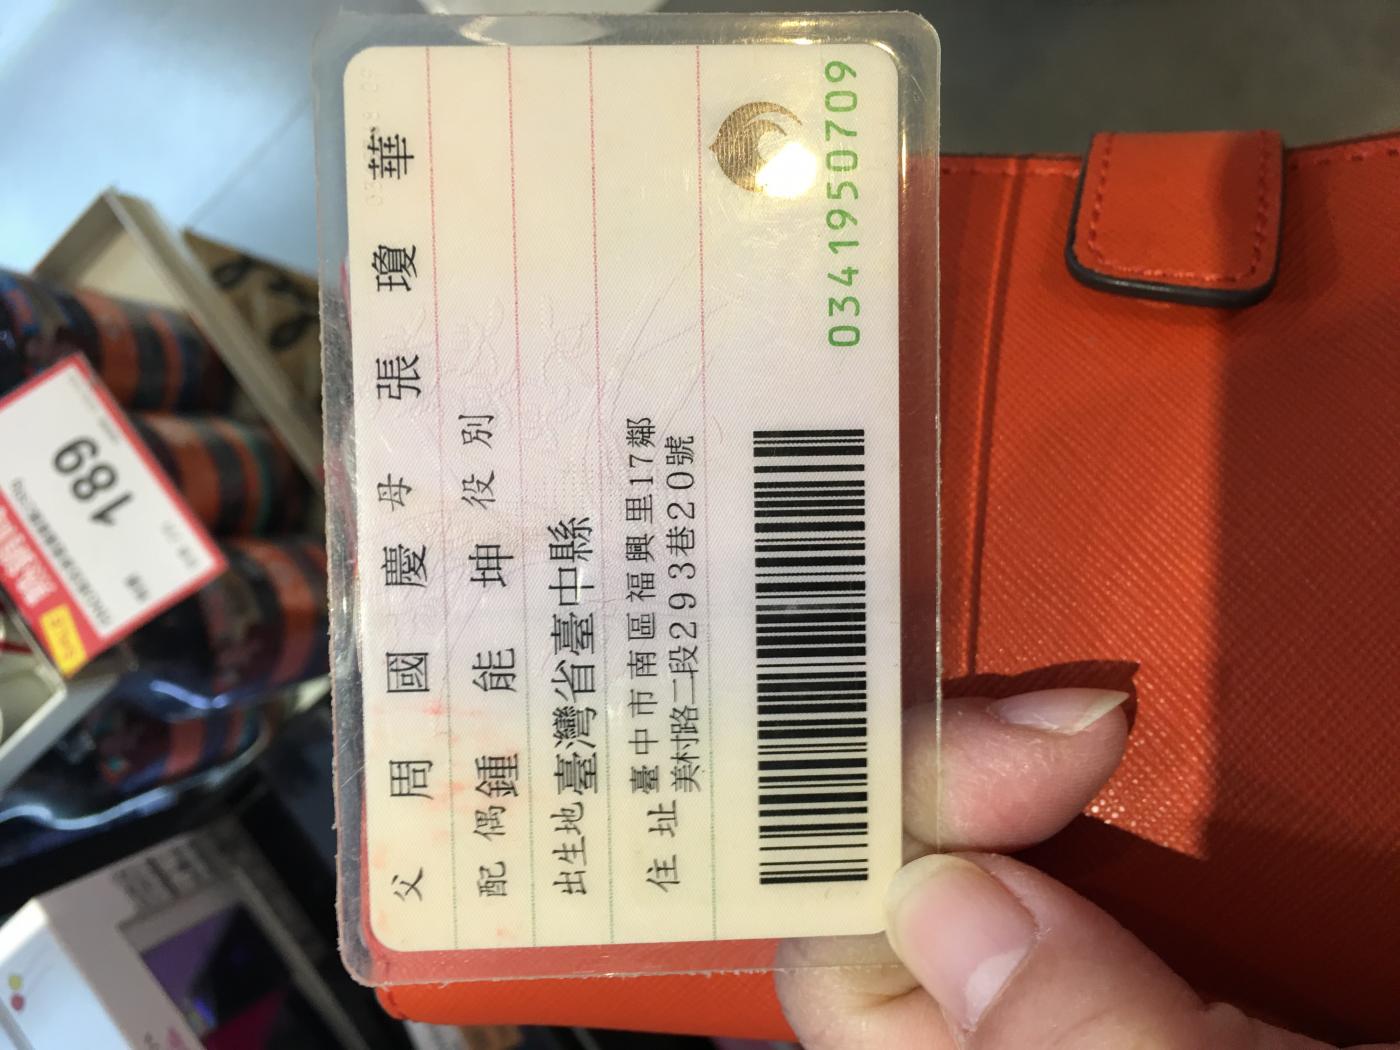 父 周國慶 母 張瓊華
配偶 鍾能坤 役別
出生地 臺灣省臺中縣
住址 臺中市南區福興里17鄰
美村路二段293巷20號
0341950709
189
SALE